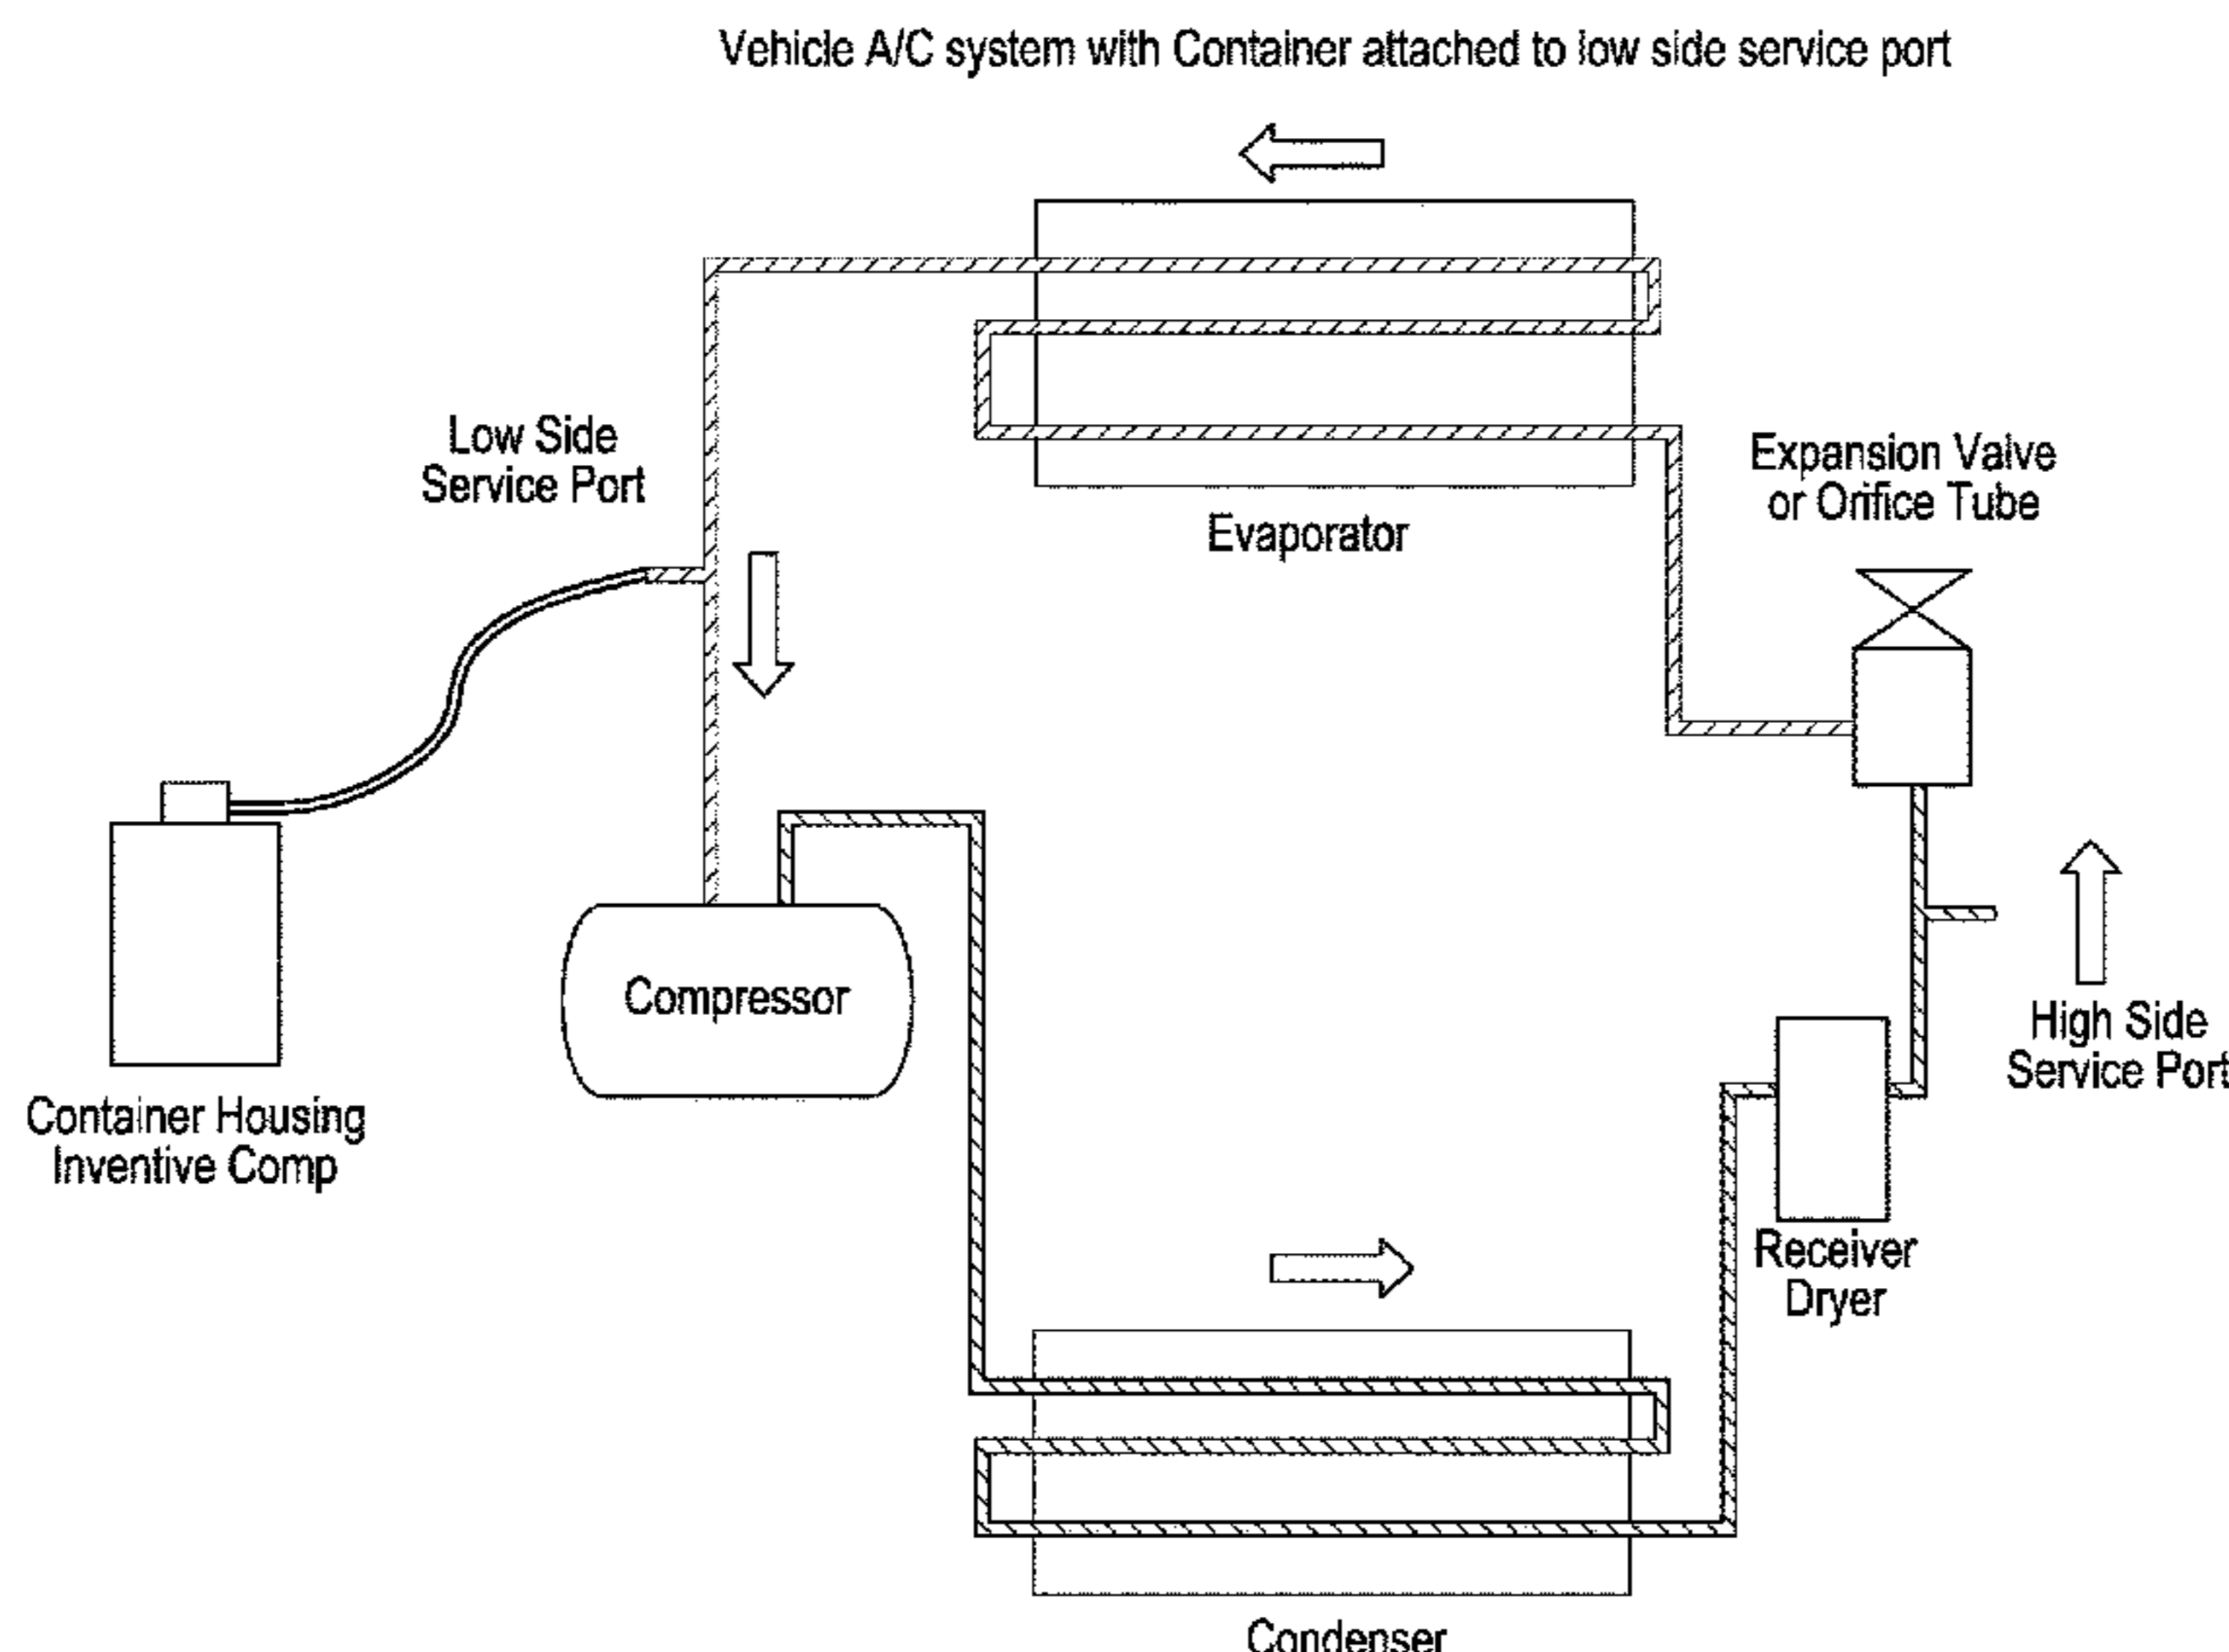 Vehicle A/C system with Container attached to low side service port
Low Side
Service Port
Evaporator
Expansion Valve
or Orifice Tube
Compressor
High Side
Service Port
Container Housing
Inventive Comp
Receiver
Dryer
Condenser